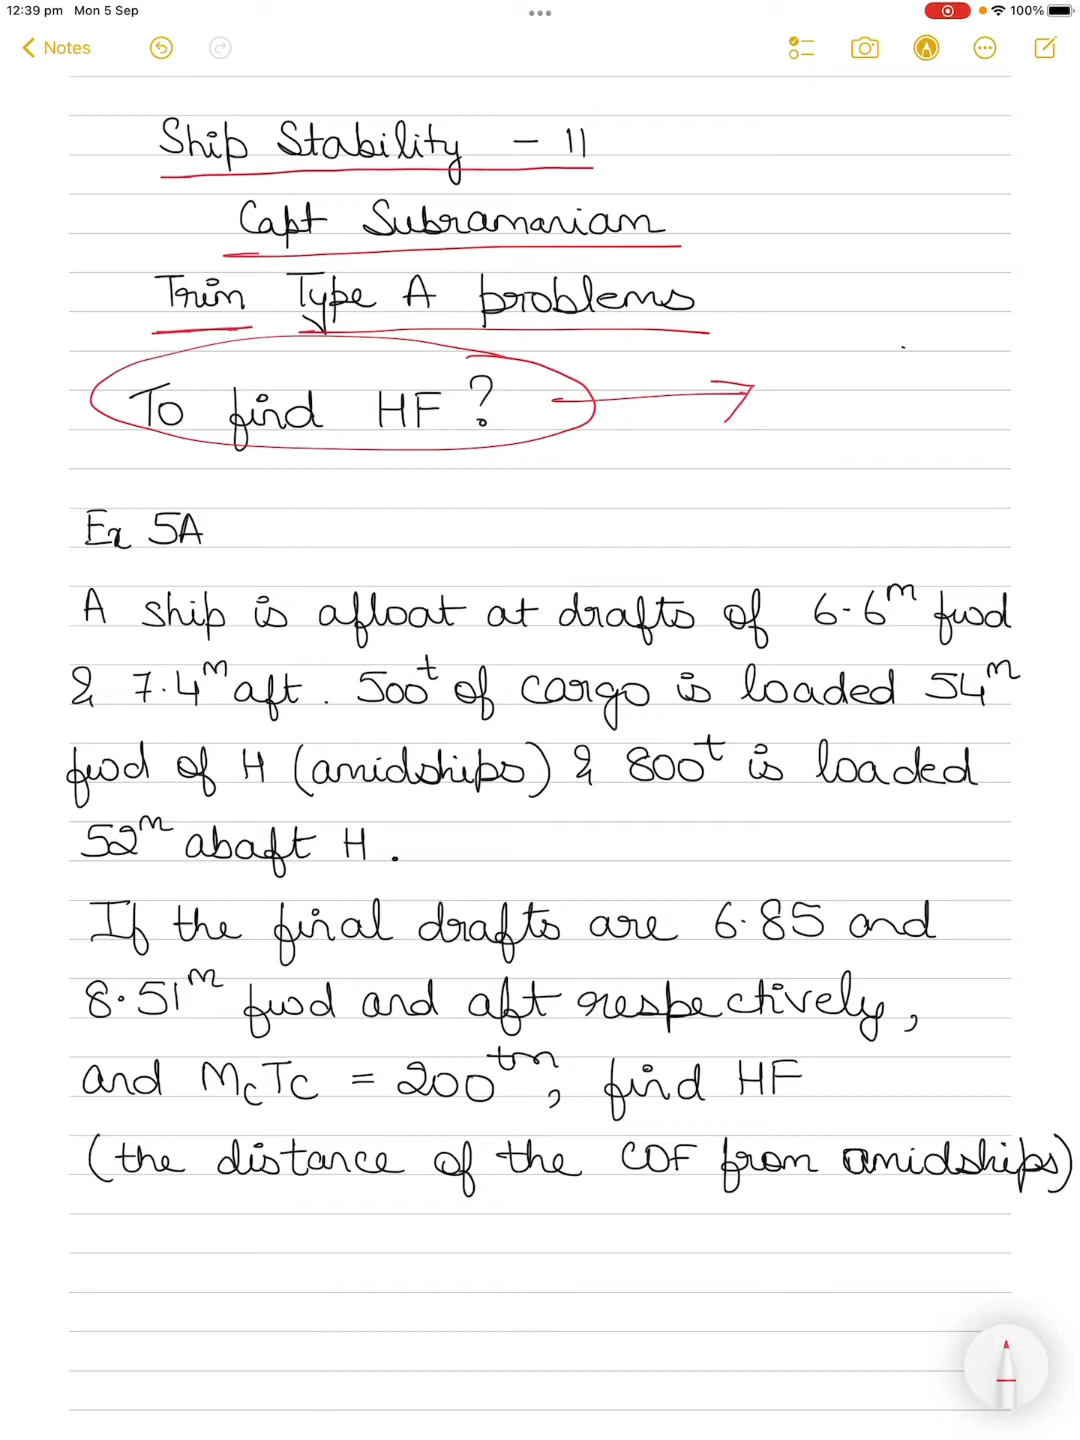 12:39 pm Mon 5 Sep
100%
Notes
Ship Stability - II
Capt Subramaniam
Trim Type A problems
To find HF ?
Ex 5A
A ship is afloat at drafts of 6.6m fwd
& 7.4m aft. 500t of cargo is loaded 54m
fwd of H (amidships) & 800t is loaded
52m abaft H.
If the final drafts are 6.85 and
8.51m fwd and aft respectively,
and MCTC = 200tm, find HF
(the distance of the COF from amidships)